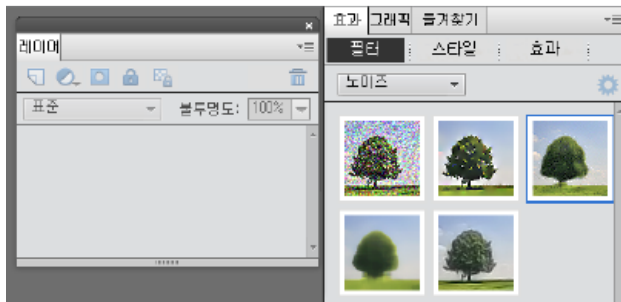 효과 그래픽 즐겨찾기
레이어
필터 스타일 효과
노이즈
표준 불투명도: 100%